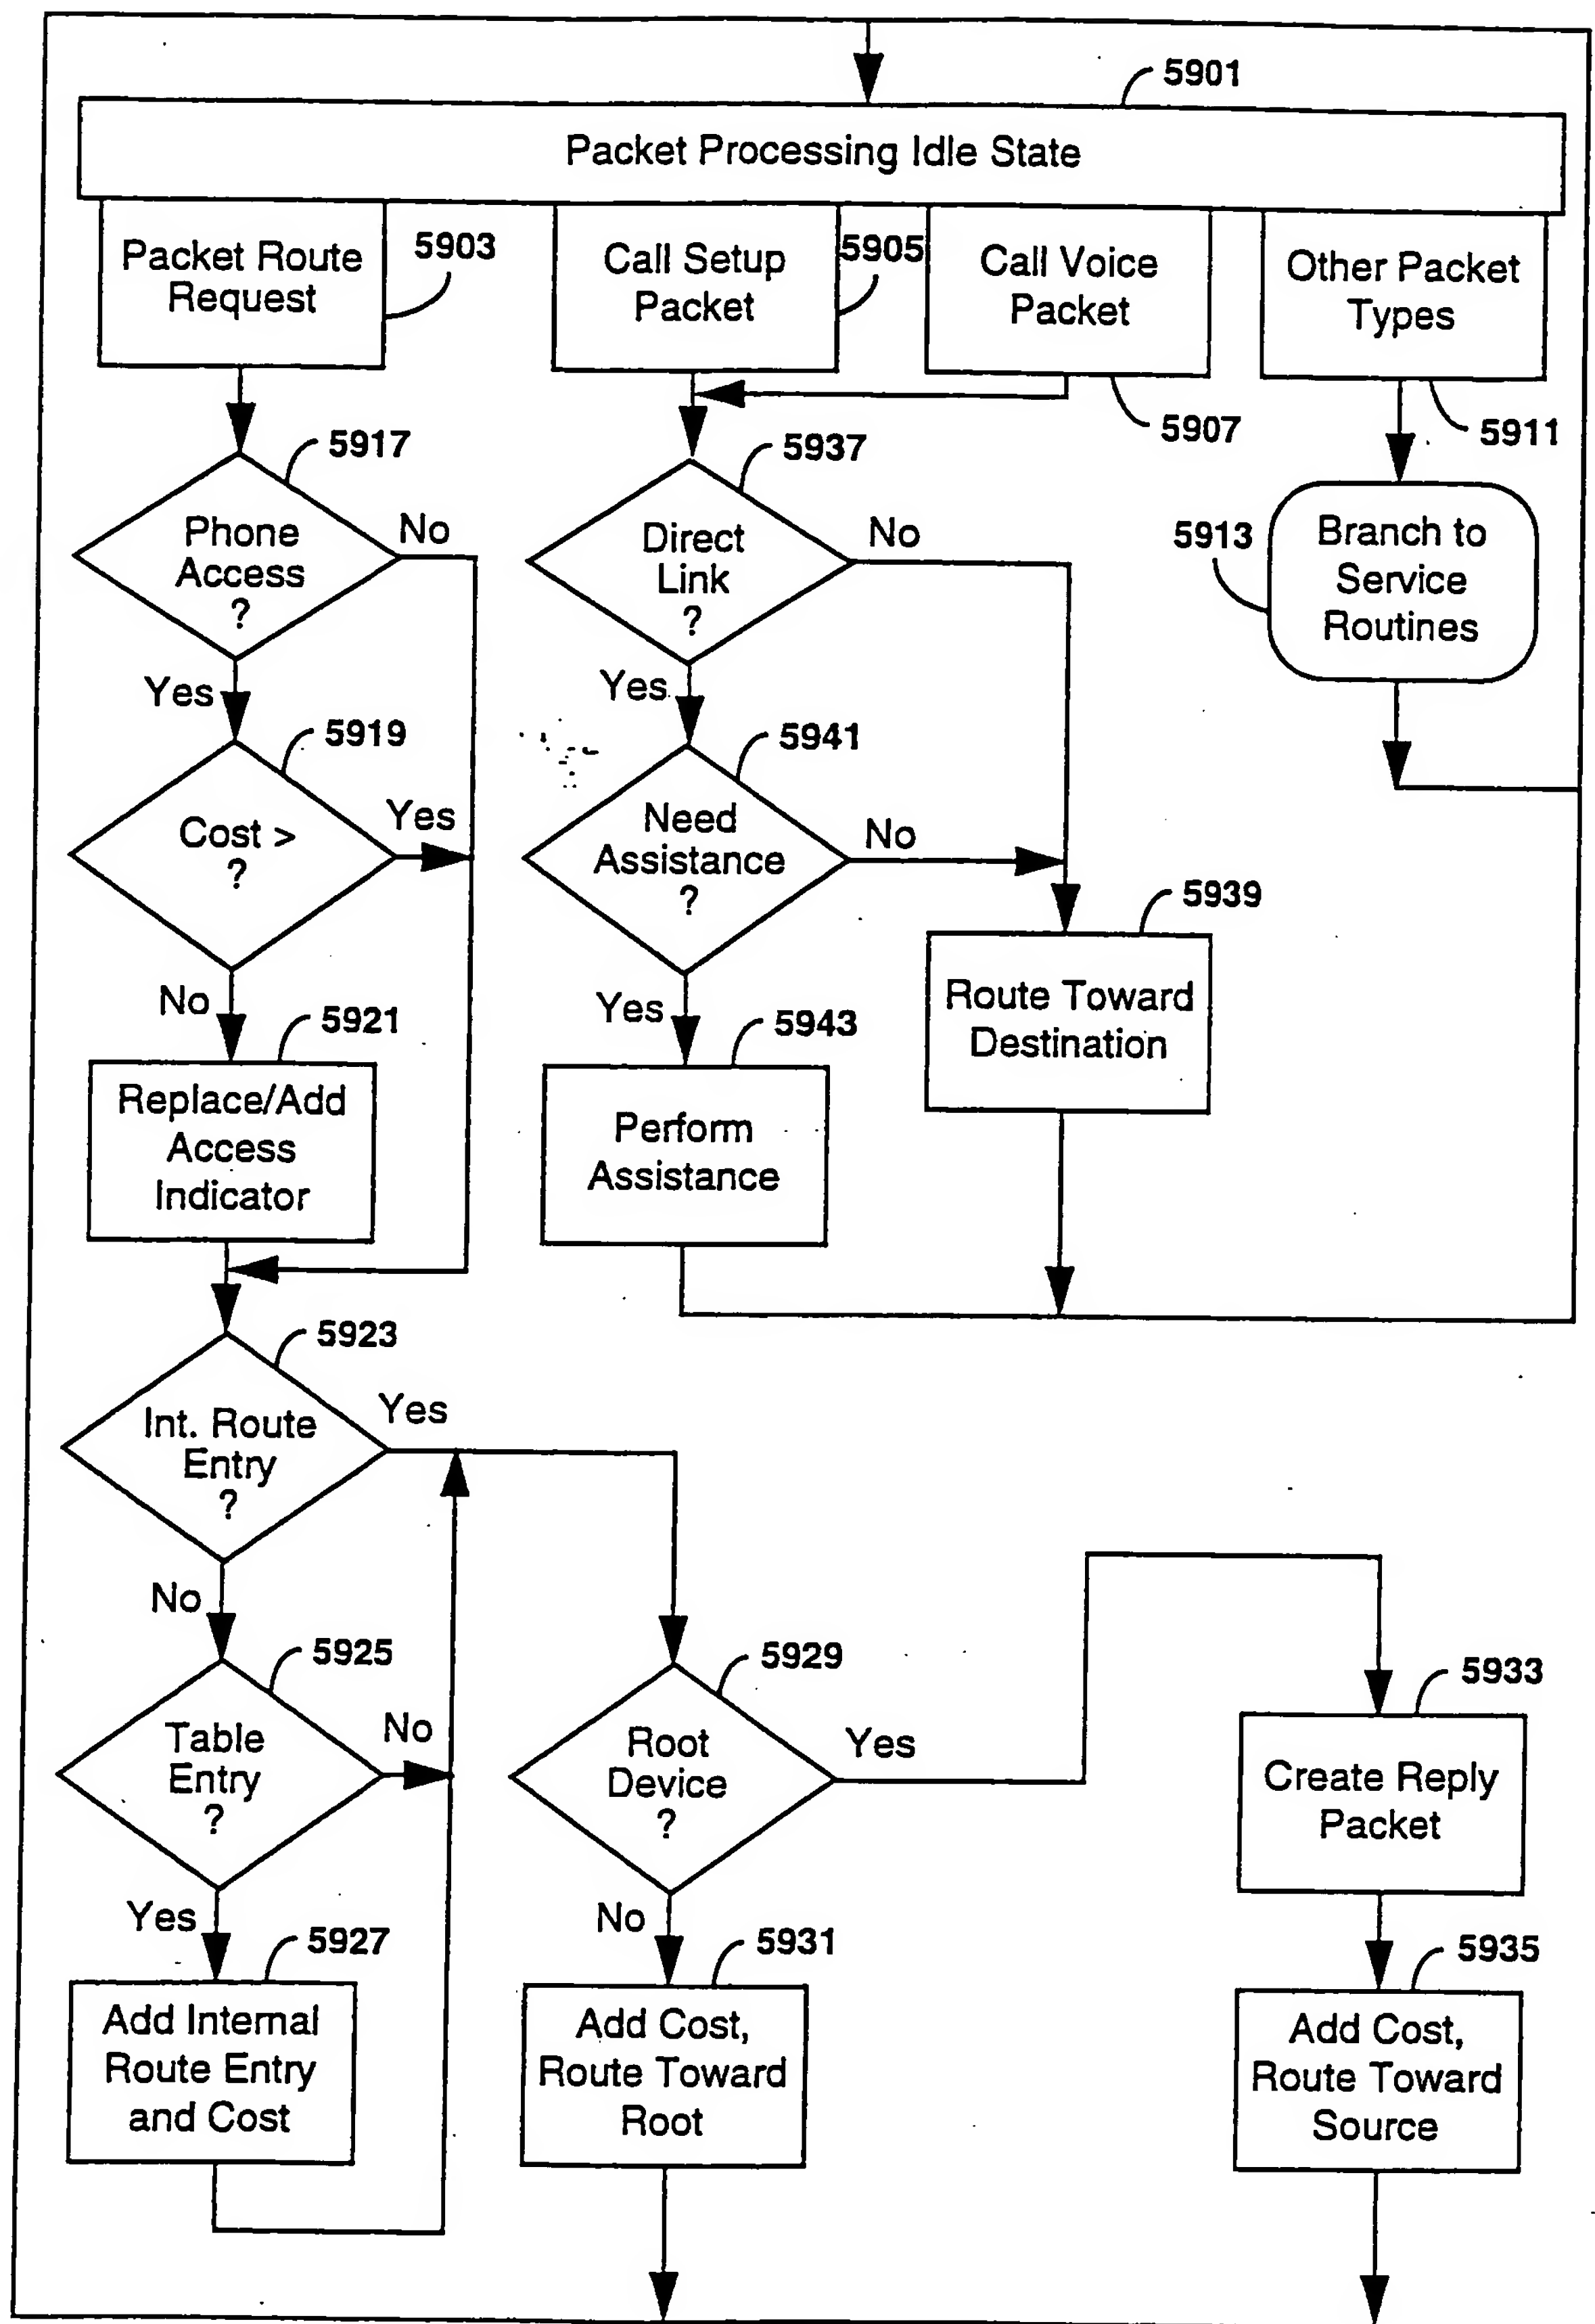 5901
Packet Processing Idle State
Packet Route
Request
5903
Call Setup
Packet
5905
Call Voice
Packet
5907
Other Packet
Types
5911
5917
Phone
Access
?
No
Yes
5937
Direct
Link
?
No
Yes
5913
Branch to
Service
Routines
5919
Cost >
?
Yes
No
5941
Need
Assistance
?
No
Yes
5939
Route Toward
Destination
5921
Replace/Add
Access
Indicator
5943
Perform
Assistance
5923
Int. Route
Entry
?
Yes
No
5925
Table
Entry
?
No
Yes
5929
Root
Device
?
Yes
No
5933
Create Reply
Packet
5927
Add Internal
Route Entry
and Cost
5931
Add Cost,
Route Toward
Root
5935
Add Cost,
Route Toward
Source